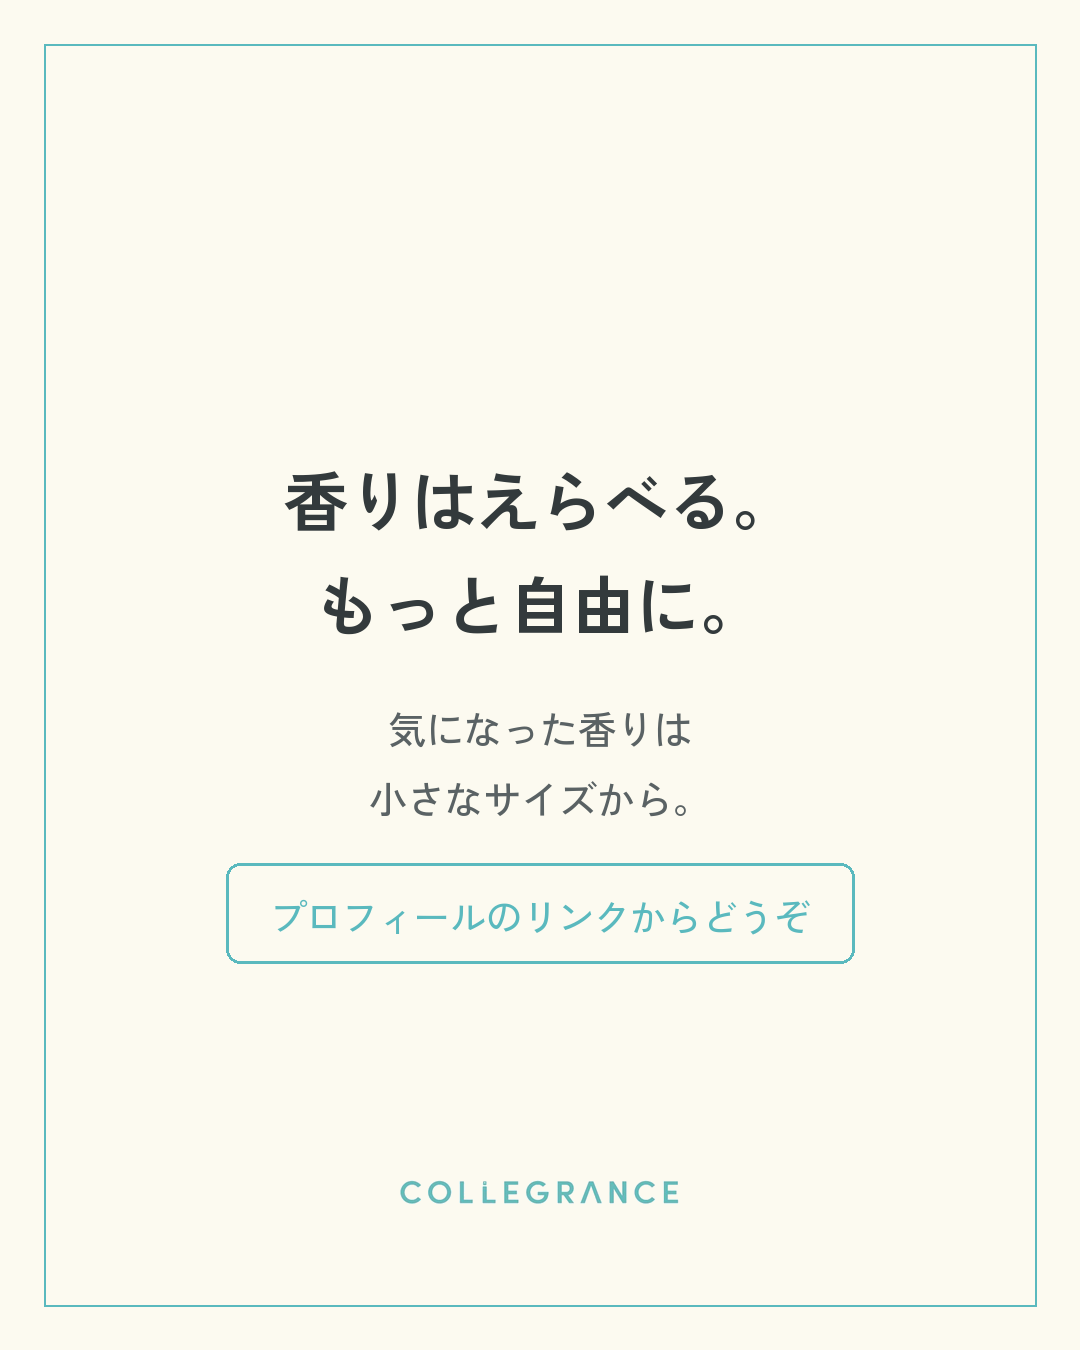 香りはえらべる。
もっと自由に。
気になった香りは
小さなサイズから。
プロフィールのリンクからどうぞ
COLLEGRANCE